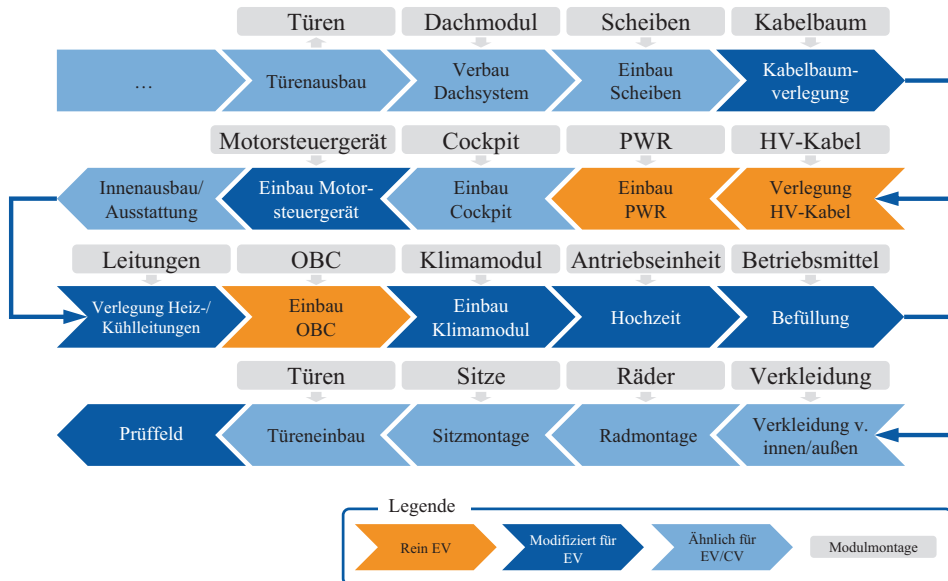 Türen Dachmodul Scheiben Kabelbaum
… Türenausbau Verbau Einbau Kabelbaum-
Dachsystem Scheiben verlegung
Motorsteuergerät Cockpit PWR HV-Kabel
Innenausbau/ Einbau Motor- Einbau Einbau Verlegung
Ausstattung steuergerät Cockpit PWR HV-Kabel
Leitungen OBC Klimamodul Antriebseinheit Betriebsmittel
Verlegung Heiz-/ Einbau Einbau Hochzeit Befüllung
Kühlleitungen OBC Klimamodul
Türen Sitze Räder Verkleidung
Prüffeld Türeneinbau Sitzmontage Radmontage Verkleidung v.
innen/außen
Legende
Rein EV Modifiziert für Ähnlich für Modulmontage
EV EV/CV